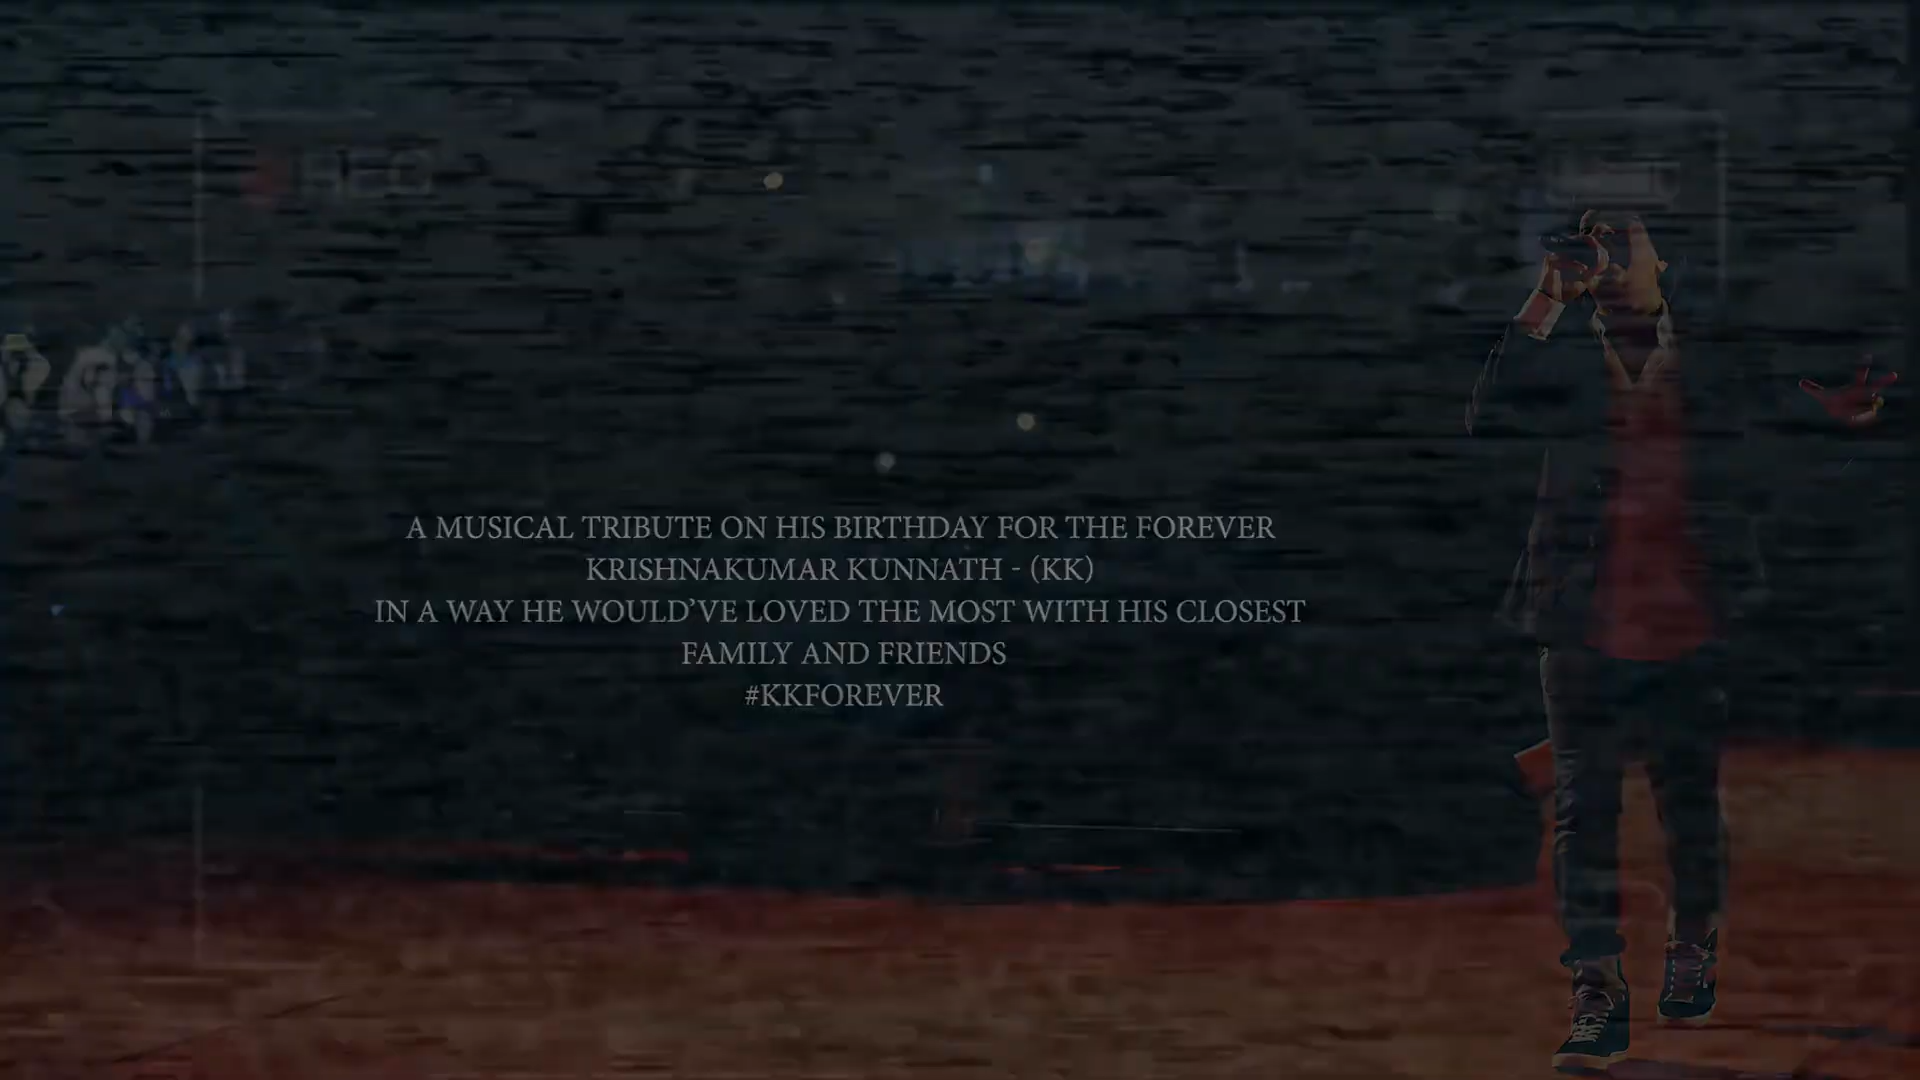 REC
A MUSICAL TRIBUTE ON HIS BIRTHDAY FOR THE FOREVER
KRISHNAKUMAR KUNNATH - (KK)
IN A WAY HE WOULD’VE LOVED THE MOST WITH HIS CLOSEST
FAMILY AND FRIENDS
#KKFOREVER